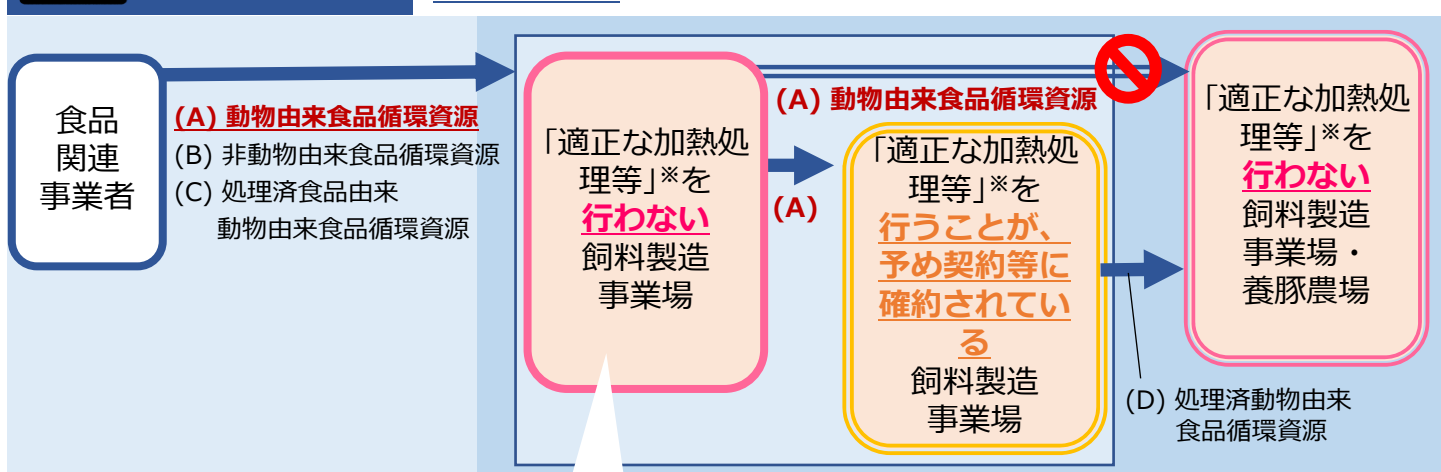 食品
関連
事業者
(A) 動物由来食品循環資源
(B) 非動物由来食品循環資源
(C) 処理済食品由来
動物由来食品循環資源
「適正な加熱処
理等」※を
行わない
飼料製造
事業場
(A) 動物由来食品循環資源
(A)
「適正な加熱処
理等」※を
行うことが、
予め契約等に
確約されてい
る
飼料製造
事業場
「適正な加熱処
理等」※を
行わない
飼料製造
事業場・
養豚農場
(D) 処理済動物由来
食品循環資源